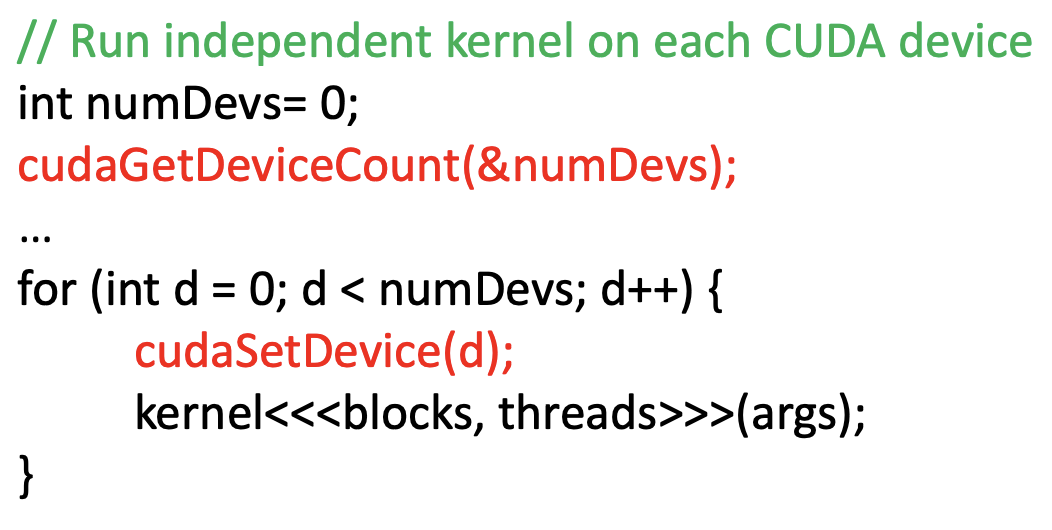 // Run independent kernel on each CUDA device
int numDevs= 0;
cudaGetDeviceCount(&numDevs);
...
for (int d = 0; d < numDevs; d++) {
cudaSetDevice(d);
kernel<<<blocks, threads>>>(args);
}